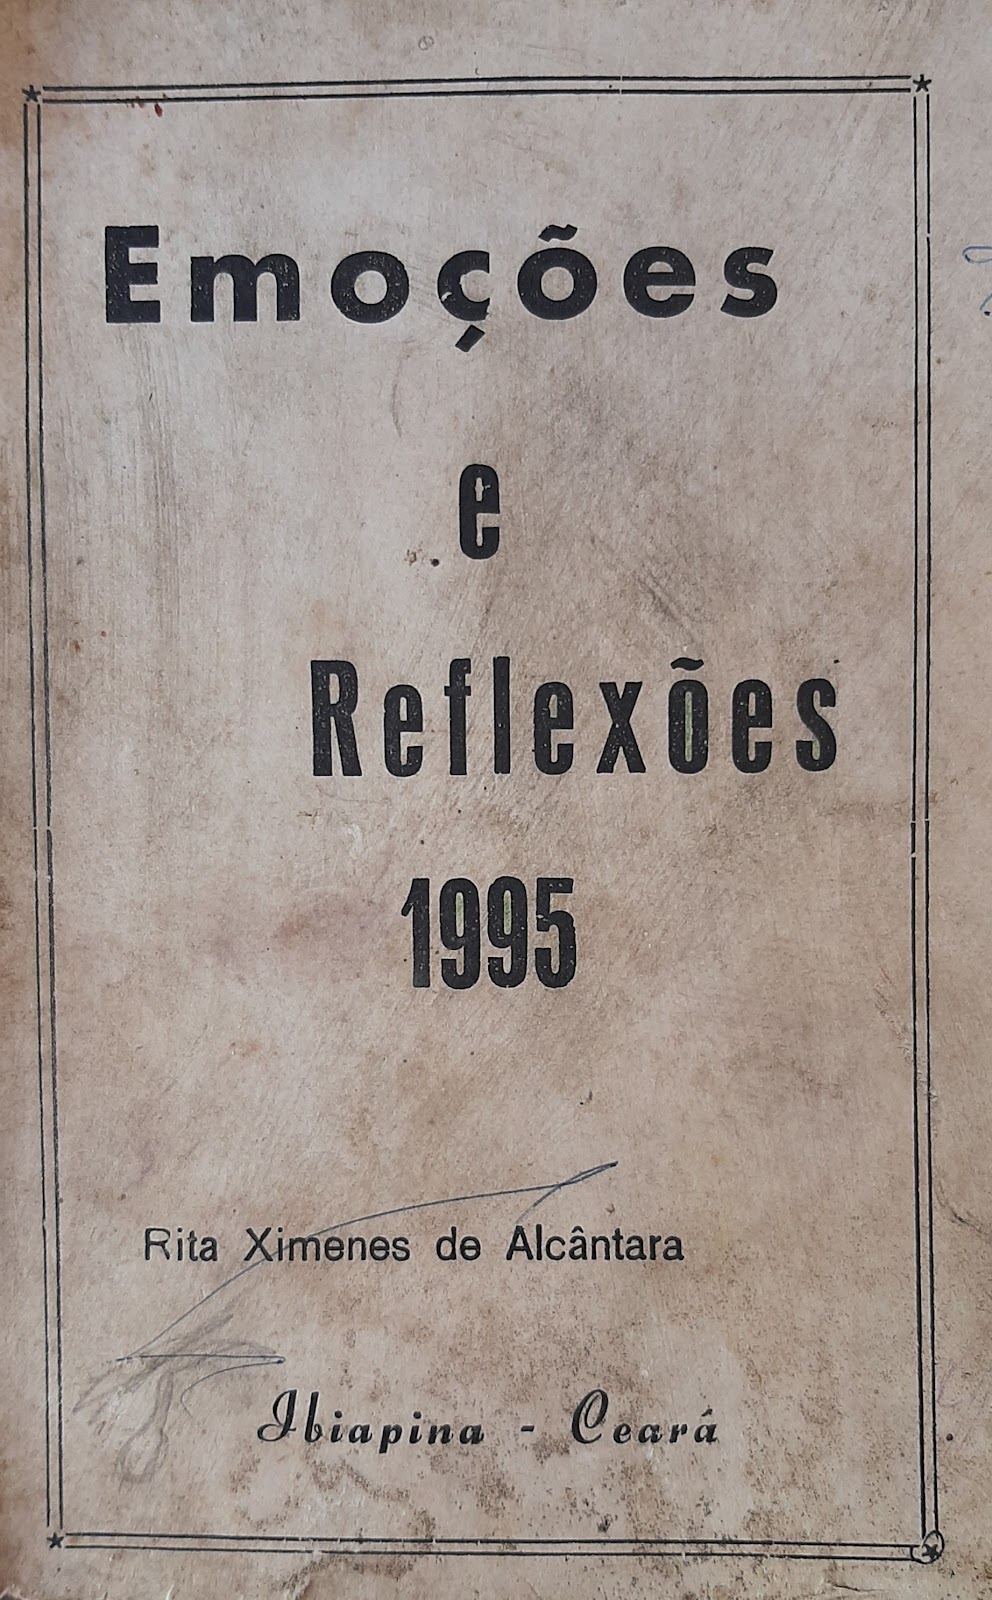 Emoções
e
Reflexões
1995
Rita Ximenes de Alcântara
Ibiapina - Ceará